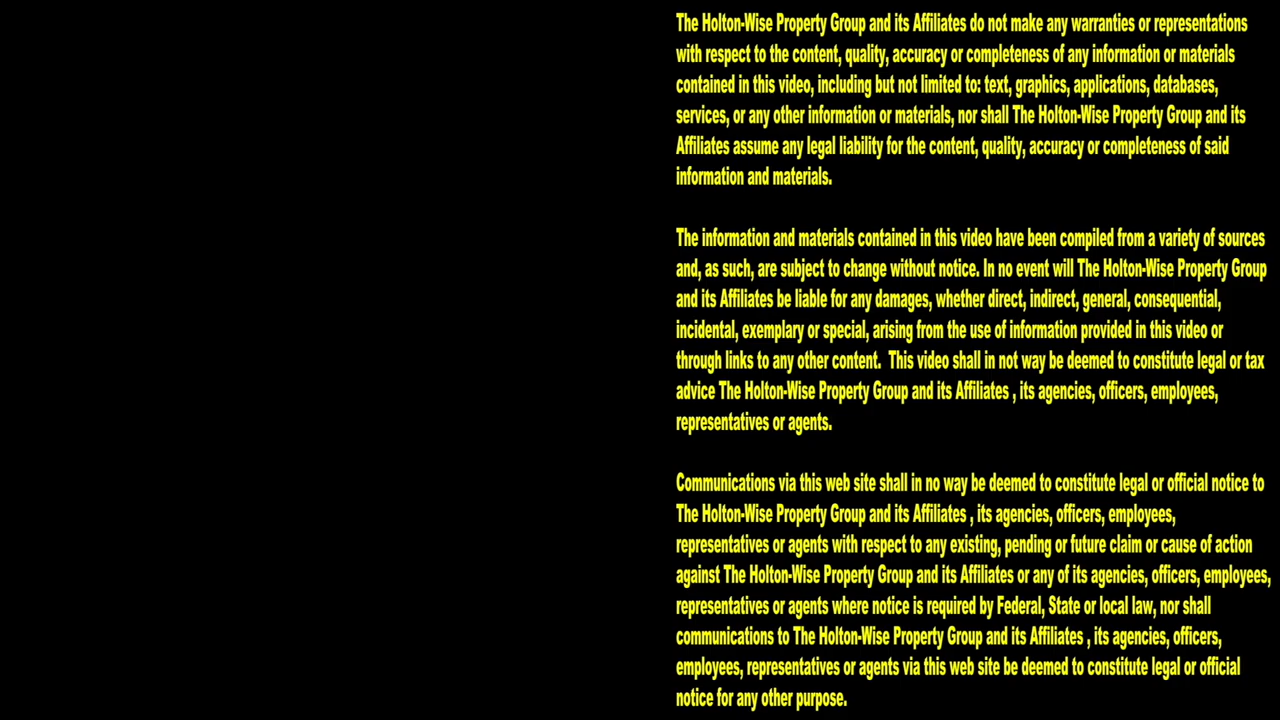 The Holton-Wise Property Group and its Affiliates do not make any warranties or representations
with respect to the content, quality, accuracy or completeness of any information or materials
contained in this video, including but not limited to: text, graphics, applications, databases,
services, or any other information or materials, nor shall The Holton-Wise Property Group and its
Affiliates assume any legal liability for the content, quality, accuracy or completeness of said
information and materials.
The information and materials contained in this video have been compiled from a variety of sources
and, as such, are subject to change without notice. In no event will The Holton-Wise Property Group
and its Affiliates be liable for any damages, whether direct, indirect, general, consequential,
incidental, exemplary or special, arising from the use of information provided in this video or
through links to any other content.  This video shall in not way be deemed to constitute legal or tax
advice The Holton-Wise Property Group and its Affiliates , its agencies, officers, employees,
representatives or agents.
Communications via this web site shall in no way be deemed to constitute legal or official notice to
The Holton-Wise Property Group and its Affiliates , its agencies, officers, employees,
representatives or agents with respect to any existing, pending or future claim or cause of action
against The Holton-Wise Property Group and its Affiliates or any of its agencies, officers, employees,
representatives or agents where notice is required by Federal, State or local law, nor shall
communications to The Holton-Wise Property Group and its Affiliates , its agencies, officers,
employees, representatives or agents via this web site be deemed to constitute legal or official
notice for any other purpose.